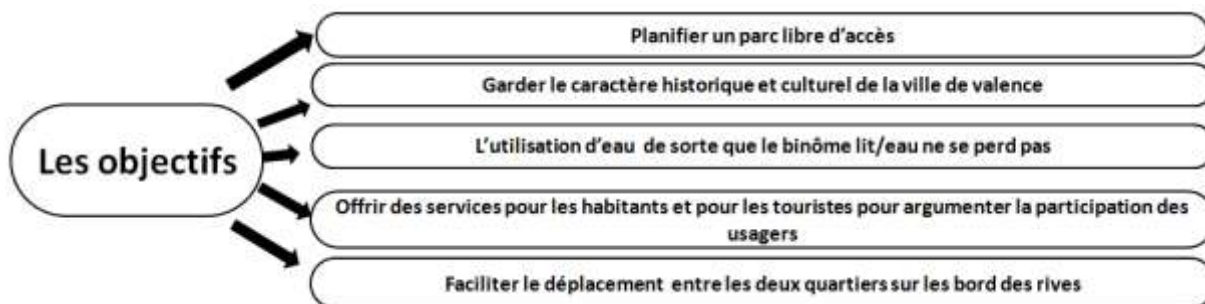 Les objectifs
Planifier un parc libre d'accès
Garder le caractère historique et culturel de la ville de valence
L'utilisation d'eau de sorte que le binôme lit/eau ne se perd pas
Offrir des services pour les habitants et pour les touristes pour argumenter la participation des
usagers
Faciliter le déplacement entre les deux quartiers sur les bord des rives